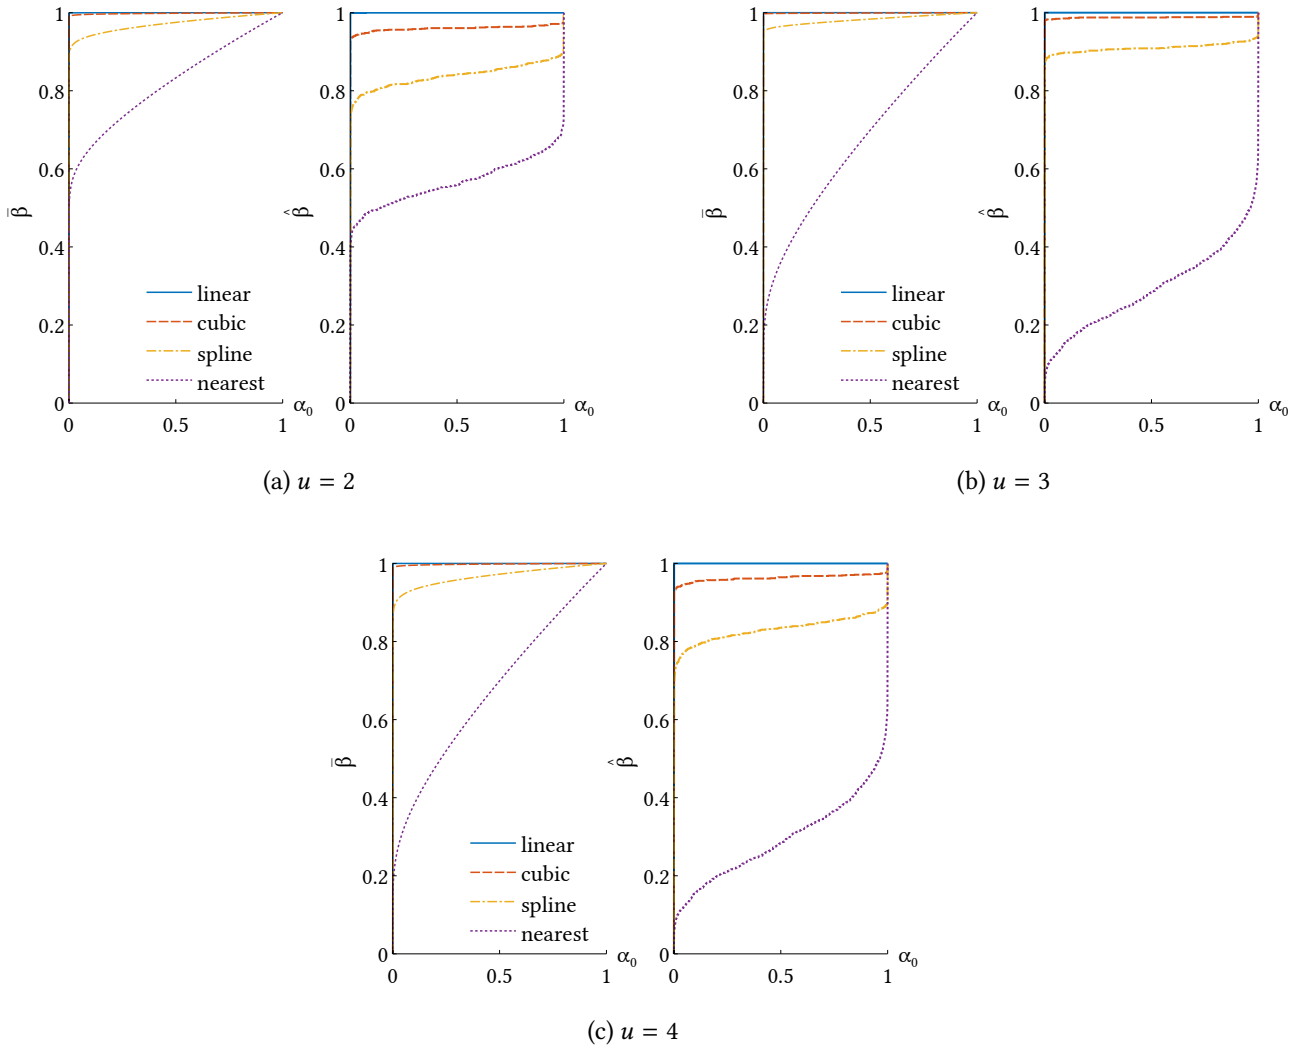 1
0.8
0.6
0.4
0.2
0
β̄
linear
cubic
spline
nearest
0
0.5
1
α₀
1
0.8
0.6
0.4
0.2
0
β̂
0
0.5
1
α₀
(a) u = 2
1
0.8
0.6
0.4
0.2
0
β̄
linear
cubic
spline
nearest
0
0.5
1
α₀
1
0.8
0.6
0.4
0.2
0
β̂
0
0.5
1
α₀
(b) u = 3
1
0.8
0.6
0.4
0.2
0
β̄
linear
cubic
spline
nearest
0
0.5
1
α₀
1
0.8
0.6
0.4
0.2
0
β̂
0
0.5
1
α₀
(c) u = 4